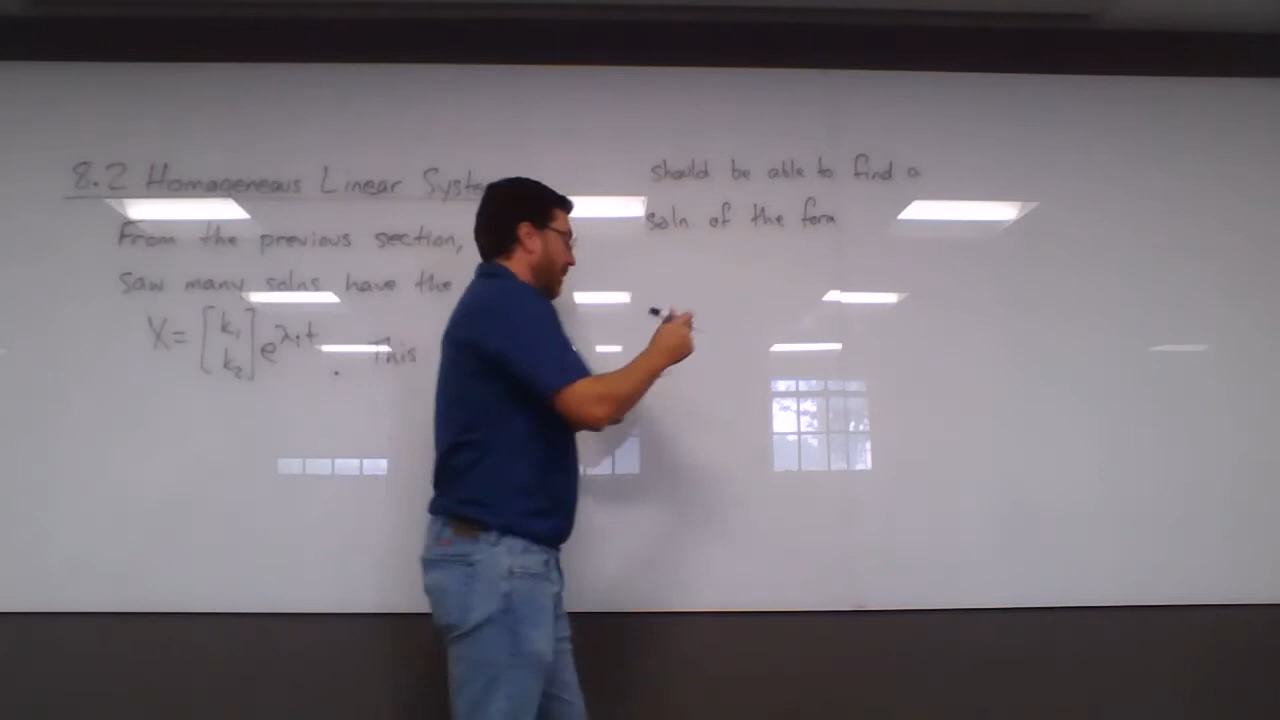 8.2 Homogeneous Linear Syste
From the previous section,
saw many solns have the
X = [k₁ k₂] e^λ₁t . This
should be able to find a
soln of the form